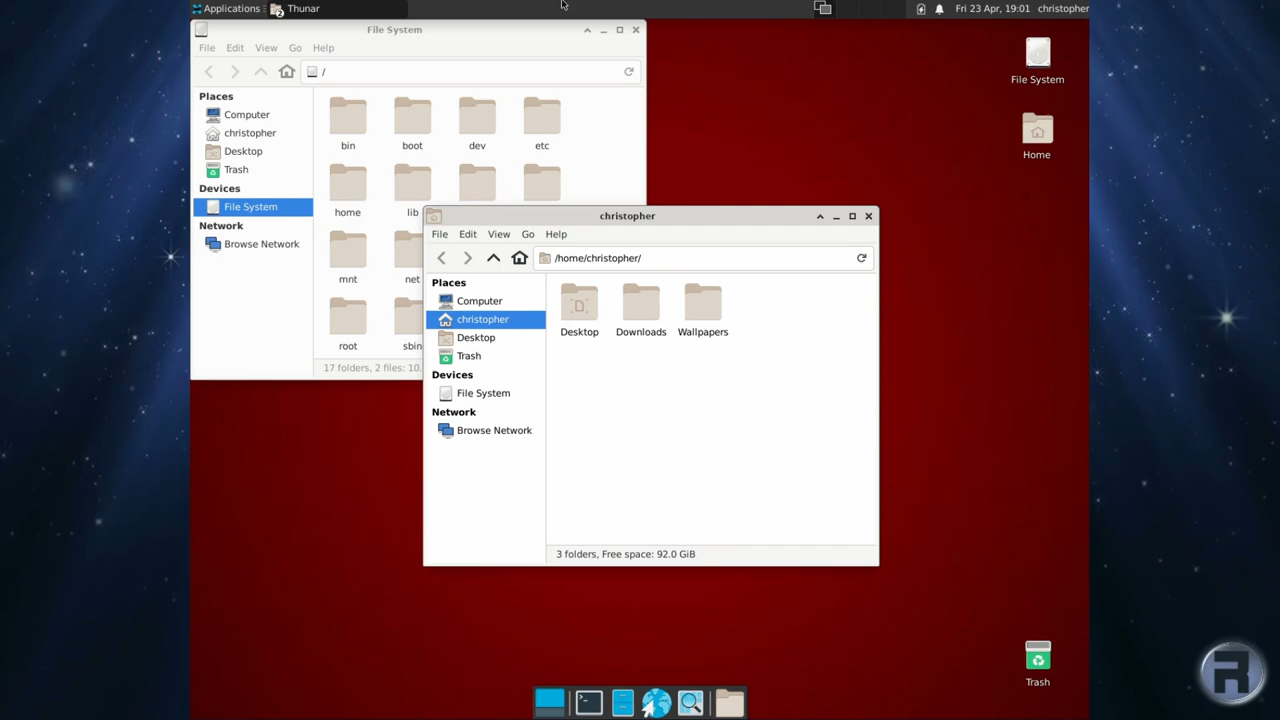 Applications
2
Thunar
Fri 23 Apr, 19:01
christopher
File System
File Edit View Go Help
/
Places
Computer
christopher
Desktop
Trash
Devices
File System
Network
Browse Network
bin boot dev etc
home lib
mnt net
root sbin
17 folders, 2 files: 10.
christopher
File Edit View Go Help
/home/christopher/
Places
Computer
christopher
Desktop
Trash
Devices
File System
Network
Browse Network
Desktop Downloads Wallpapers
3 folders, Free space: 92.0 GiB
File System
Home
Trash
R